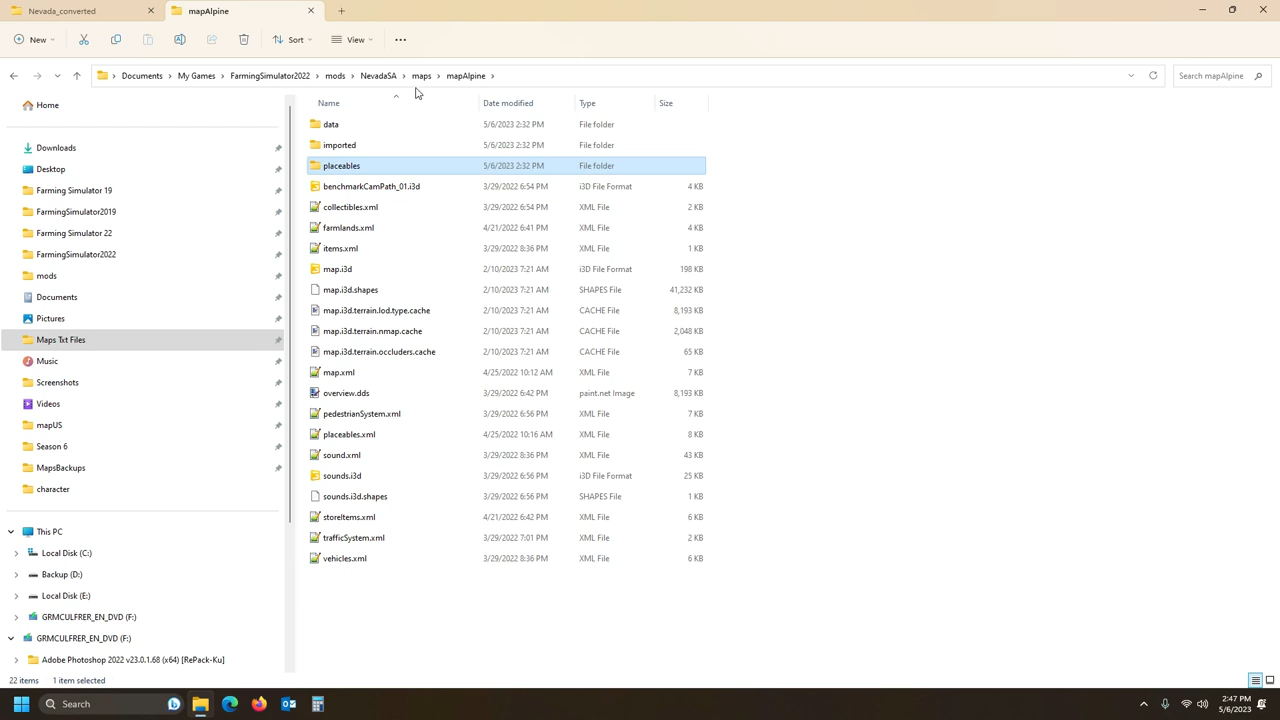 Nevada_converted
mapAlpine
New
Sort
View
Documents
My Games
FarmingSimulator2022
mods
NevadaSA
maps
mapAlpine
Search mapAlpine
Name
Date modified
Type
Size
Home
Downloads
Desktop
Farming Simulator 19
FarmingSimulator2019
Farming Simulator 22
FarmingSimulator2022
mods
Documents
Pictures
Maps Txt Files
Music
Screenshots
Videos
mapUS
Season 6
MapsBackups
character
This PC
Local Disk (C:)
Backup (D:)
Local Disk (E:)
GRMCULFRER_EN_DVD (F:)
GRMCULFRER_EN_DVD (F:)
Adobe Photoshop 2022 v23.0.1.68 (x64) [RePack-Ku]
data 5/6/2023 2:32 PM File folder
imported 5/6/2023 2:32 PM File folder
placeables 5/6/2023 2:32 PM File folder
benchmarkCamPath_01.i3d 3/29/2022 6:54 PM i3D File Format 4 KB
collectibles.xml 3/29/2022 6:54 PM XML File 2 KB
farmlands.xml 4/21/2022 6:41 PM XML File 4 KB
items.xml 3/29/2022 8:36 PM XML File 1 KB
map.i3d 2/10/2023 7:21 AM i3D File Format 198 KB
map.i3d.shapes 2/10/2023 7:21 AM SHAPES File 41,232 KB
map.i3d.terrain.lod.type.cache 2/10/2023 7:21 AM CACHE File 8,193 KB
map.i3d.terrain.nmap.cache 2/10/2023 7:21 AM CACHE File 2,048 KB
map.i3d.terrain.occluders.cache 2/10/2023 7:21 AM CACHE File 65 KB
map.xml 4/25/2022 10:12 AM XML File 7 KB
overview.dds 3/29/2022 6:42 PM paint.net Image 8,193 KB
pedestrianSystem.xml 3/29/2022 6:56 PM XML File 7 KB
placeables.xml 4/25/2022 10:16 AM XML File 8 KB
sound.xml 3/29/2022 8:36 PM XML File 43 KB
sounds.i3d 3/29/2022 6:56 PM i3D File Format 25 KB
sounds.i3d.shapes 3/29/2022 6:56 PM SHAPES File 1 KB
storeItems.xml 4/21/2022 6:42 PM XML File 6 KB
trafficSystem.xml 3/29/2022 7:01 PM XML File 2 KB
vehicles.xml 3/29/2022 8:36 PM XML File 6 KB
22 items
1 item selected
Search
2:47 PM
5/6/2023